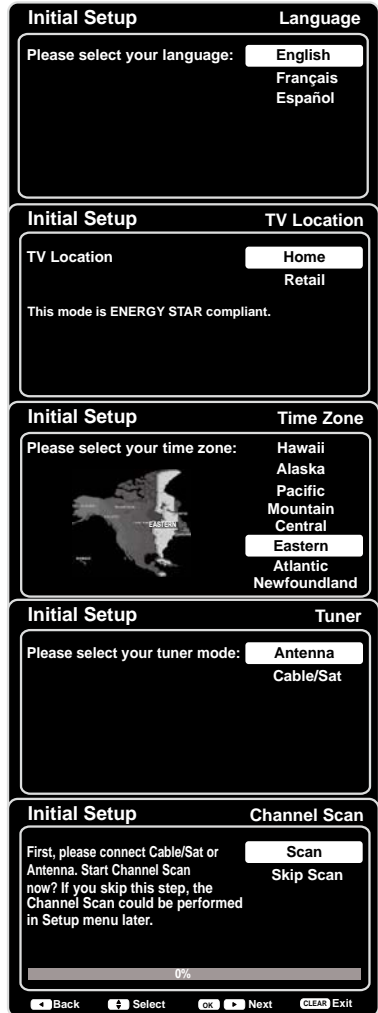 Initial Setup Language
Please select your language: English
Français
Español
Initial Setup TV Location
TV Location Home
Retail
This mode is ENERGY STAR compliant.
Initial Setup Time Zone
Please select your time zone: Hawaii
Alaska
Pacific
Mountain
Central
EASTERN
Eastern
Atlantic
Newfoundland
Initial Setup Tuner
Please select your tuner mode: Antenna
Cable/Sat
Initial Setup Channel Scan
First, please connect Cable/Sat or Scan
Antenna. Start Channel Scan Skip Scan
now? If you skip this step, the
Channel Scan could be performed
in Setup menu later.
0%
Back Select OK Next CLEAR Exit